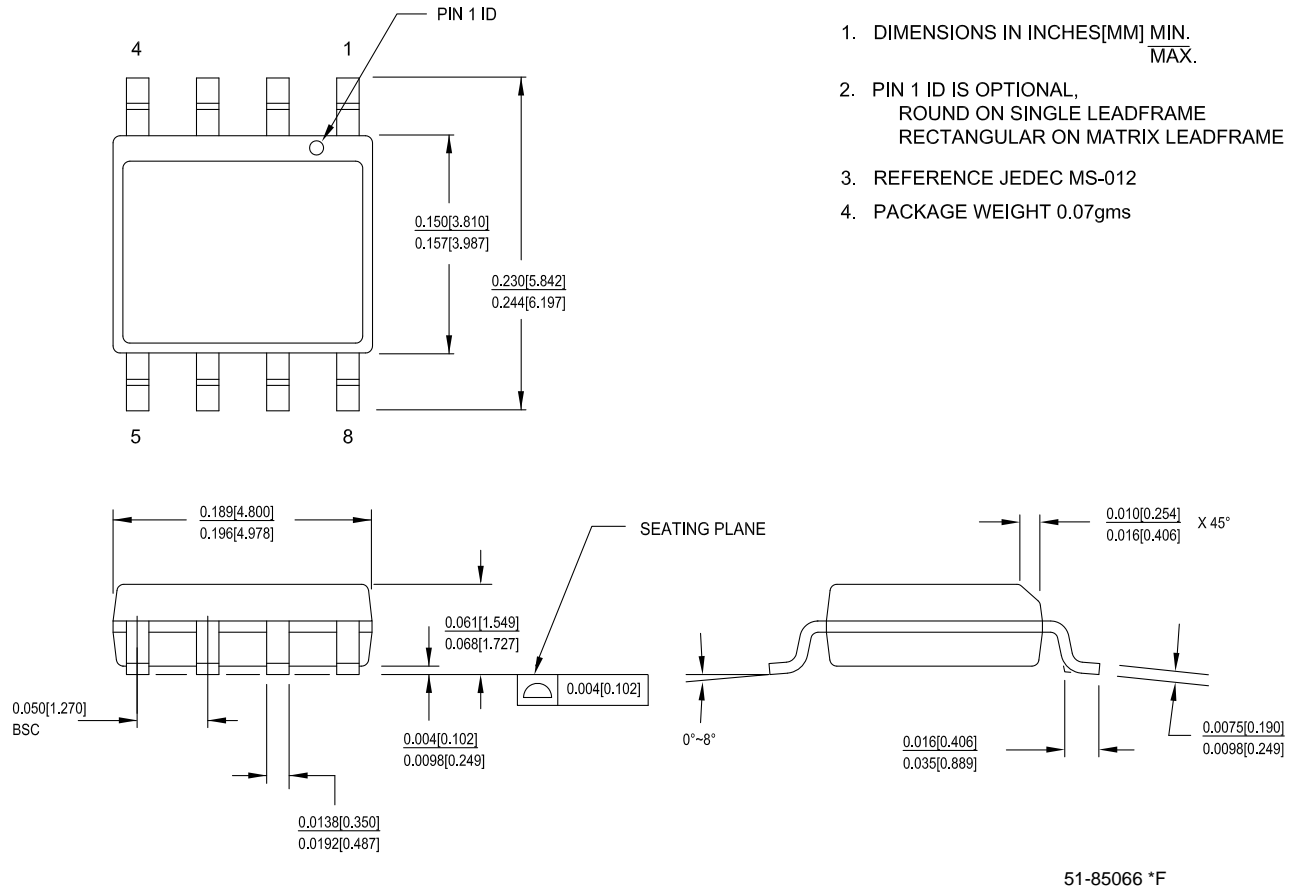 PIN 1 ID
4
1
1. DIMENSIONS IN INCHES[MM] MIN.
MAX.
2. PIN 1 ID IS OPTIONAL,
ROUND ON SINGLE LEADFRAME
RECTANGULAR ON MATRIX LEADFRAME
3. REFERENCE JEDEC MS-012
4. PACKAGE WEIGHT 0.07gms
0.150[3.810]
0.157[3.987]
0.230[5.842]
0.244[6.197]
5
8
0.189[4.800]
0.196[4.978]
SEATING PLANE
0.010[0.254]
0.016[0.406]
X 45°
0.061[1.549]
0.068[1.727]
0.004[0.102]
0.050[1.270]
BSC
0.004[0.102]
0.0098[0.249]
0°~8°
0.016[0.406]
0.035[0.889]
0.0075[0.190]
0.0098[0.249]
0.0138[0.350]
0.0192[0.487]
51-85066 *F